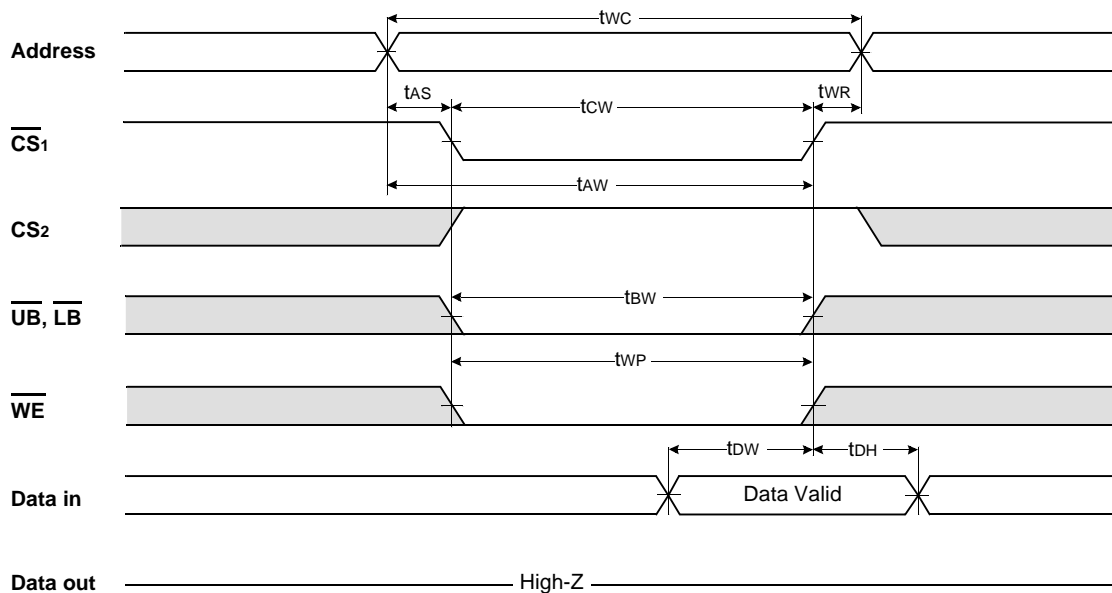 tWC
Address
tAS tCW tWR
CS1
tAW
CS2
tBW
UB, LB
tWP
WE
tDW tDH
Data in Data Valid
Data out High-Z